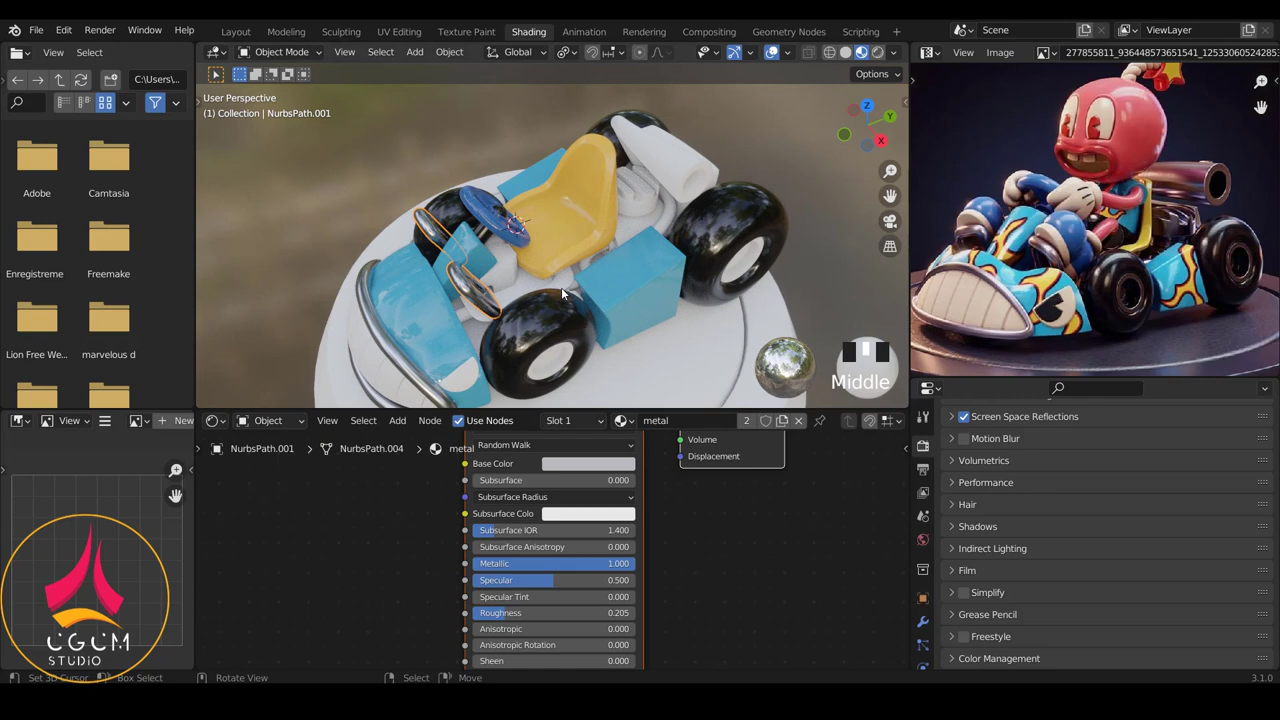 File Edit Render Window Help
Layout Modeling Sculpting UV Editing Texture Paint Shading Animation Rendering Compositing Geometry Nodes Scripting
Scene ViewLayer
View Select
Object Mode View Select Add Object Global
View Image
C:\Users\...
Options
User Perspective
(1) Collection | NurbsPath.001
Z
Y
X
Adobe
Camtasia
Enregistreme
Freemake
Lion Free We...
marvelous d
Middle
View New
Object View Select Add Node Use Nodes Slot 1 metal 2
NurbsPath.001 NurbsPath.004 metal
Random Walk
Base Color
Subsurface 0.000
Subsurface Radius
Subsurface Colo
Subsurface IOR 1.400
Subsurface Anisotropy 0.000
Metallic 1.000
Specular 0.500
Specular Tint 0.000
Roughness 0.205
Anisotropic 0.000
Anisotropic Rotation 0.000
Sheen 0.000
Volume
Displacement
Screen Space Reflections
Motion Blur
Volumetrics
Performance
Hair
Shadows
Indirect Lighting
Film
Simplify
Grease Pencil
Freestyle
Color Management
CGCM
STUDIO
Set 3D Cursor Box Select Rotate View Select Move 3.1.0